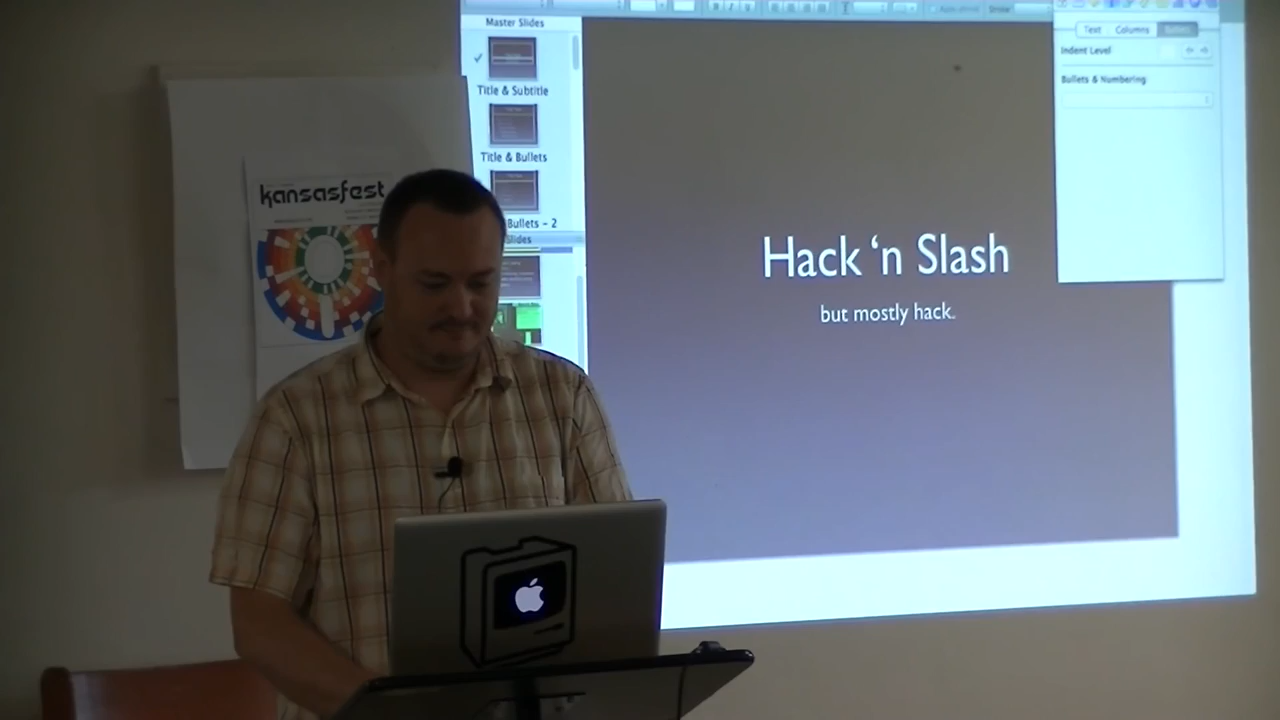 Master Slides
Title & Subtitle
Title & Bullets
Bullets - 2
Slides
kansasfest
Hack ‘n Slash
but mostly hack.
Text
Columns
Bullets
Indent Level
Bullets & Numbering